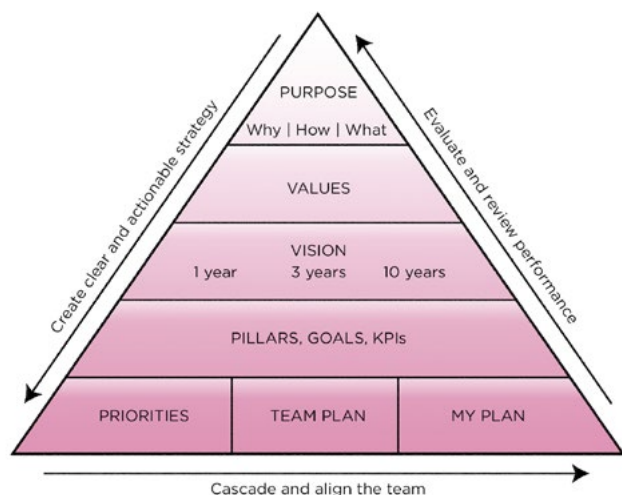 PURPOSE
Why | How | What
VALUES
VISION
1 year 3 years 10 years
PILLARS, GOALS, KPIs
PRIORITIES
TEAM PLAN
MY PLAN
Create clear and actionable strategy
Evaluate and review performance
Cascade and align the team